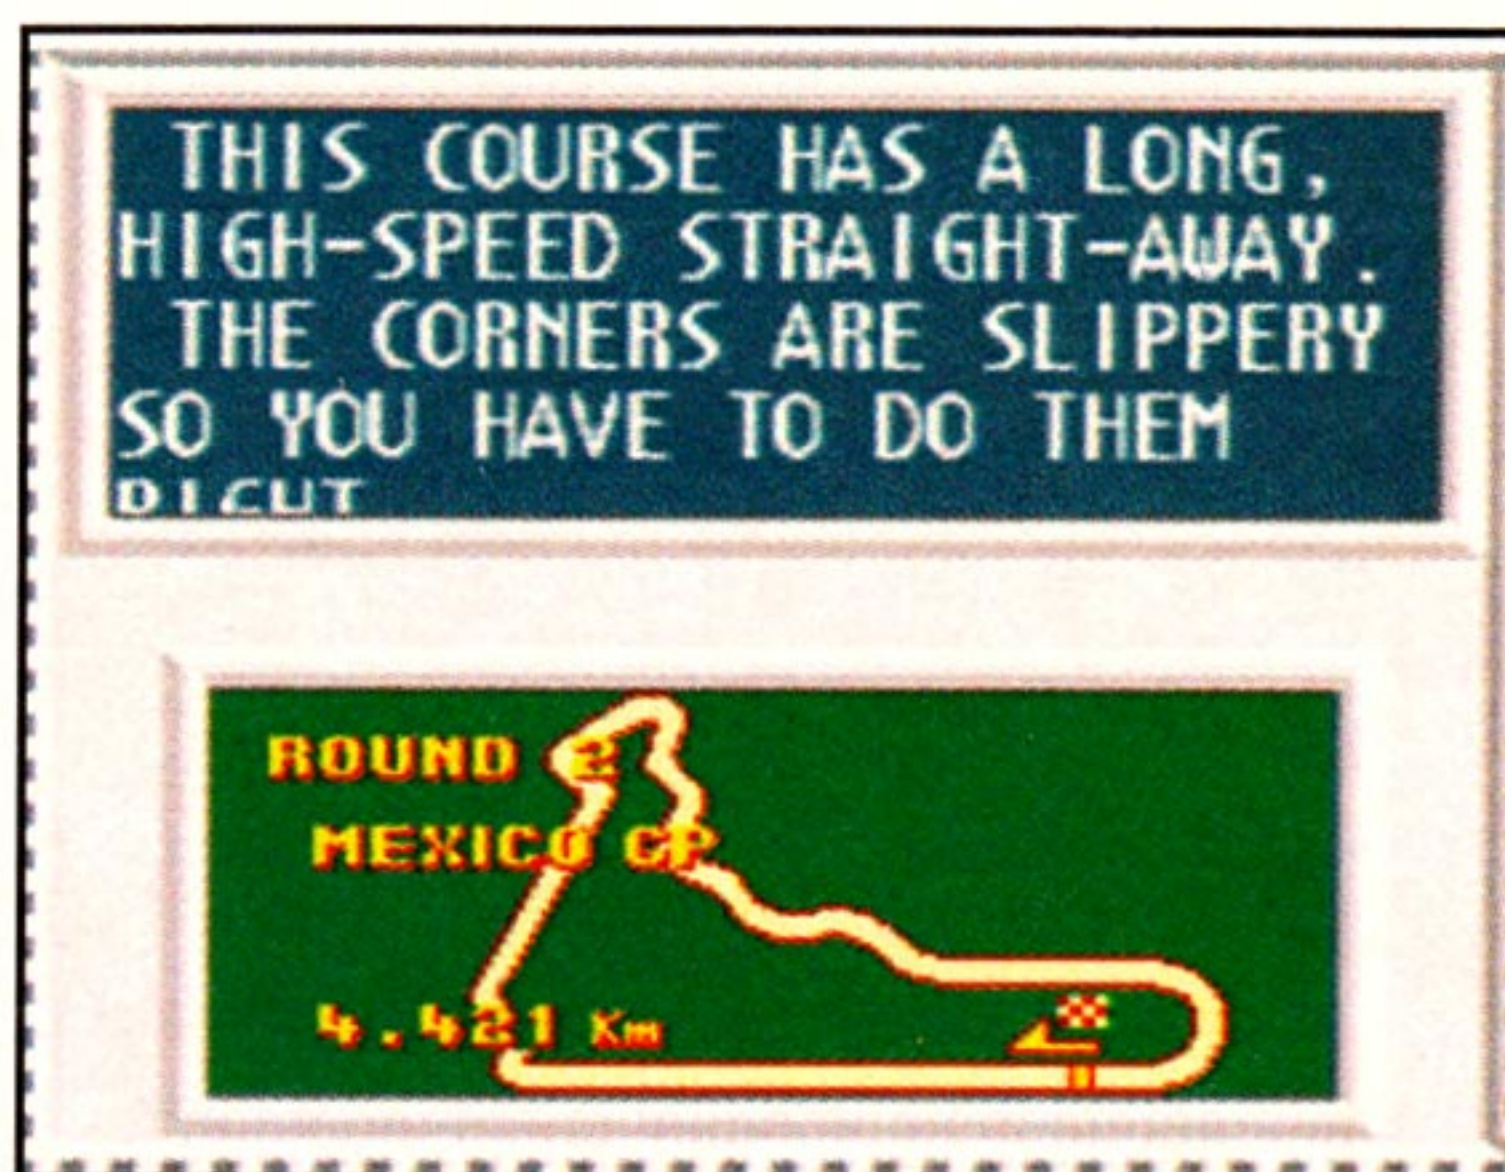 THIS COURSE HAS A LONG,
HIGH-SPEED STRAIGHT-AWAY.
THE CORNERS ARE SLIPPERY
SO YOU HAVE TO DO THEM
ROUND 2
MEXICO GP
4.421 Km